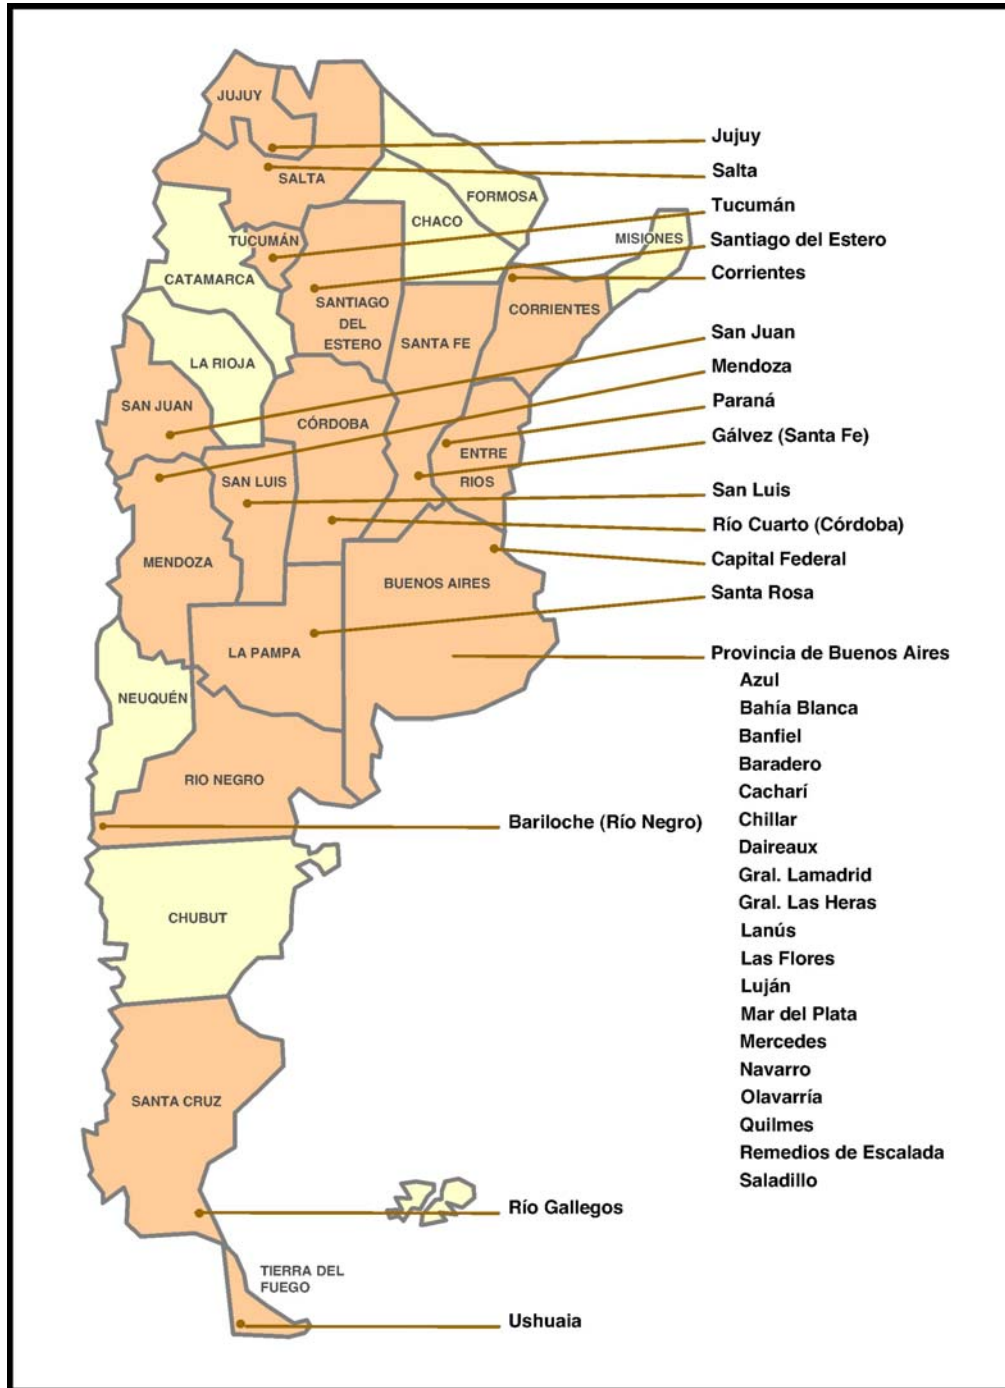 JUJUY
SALTA
FORMOSA
CHACO
MISIONES
TUCUMÁN
CATAMARCA
SANTIAGO
DEL
ESTERO
CORRIENTES
SANTA FE
LA RIOJA
SAN JUAN
CÓRDOBA
ENTRE
RIOS
SAN LUIS
MENDOZA
BUENOS AIRES
LA PAMPA
NEUQUÉN
RIO NEGRO
CHUBUT
SANTA CRUZ
TIERRA DEL
FUEGO
Jujuy
Salta
Tucumán
Santiago del Estero
Corrientes
San Juan
Mendoza
Paraná
Gálvez (Santa Fe)
San Luis
Río Cuarto (Córdoba)
Capital Federal
Santa Rosa
Provincia de Buenos Aires
Azul
Bahía Blanca
Banfiel
Baradero
Cacharí
Chillar
Daireaux
Gral. Lamadrid
Gral. Las Heras
Lanús
Las Flores
Luján
Mar del Plata
Mercedes
Navarro
Olavarría
Quilmes
Remedios de Escalada
Saladillo
Bariloche (Río Negro)
Río Gallegos
Ushuaia